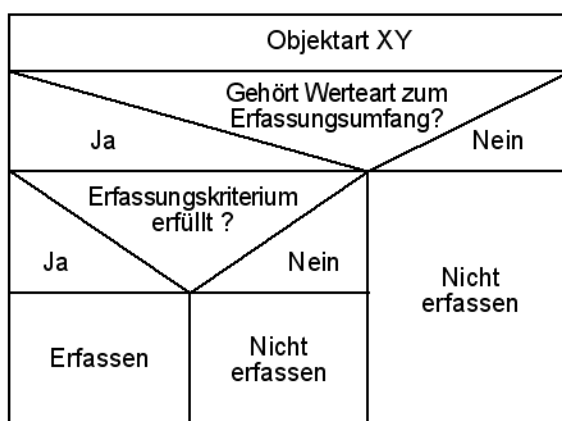 Objektart XY
Gehört Werteart zum
Erfassungsumfang?
Ja
Nein
Erfassungskriterium
erfüllt ?
Ja
Nein
Nicht
erfassen
Erfassen
Nicht
erfassen